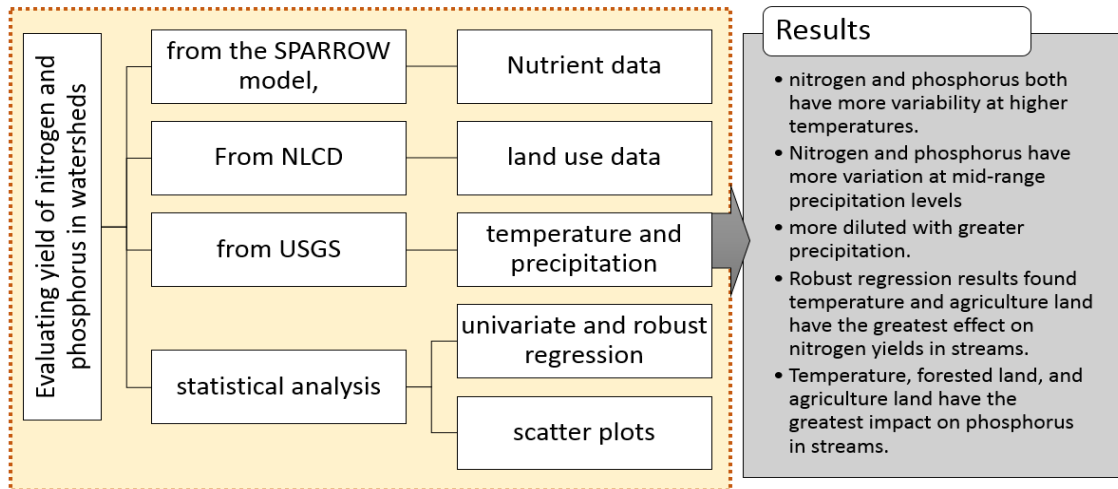 Evaluating yield of nitrogen and
phosphorus in watersheds
from the SPARROW
model,
Nutrient data
From NLCD
land use data
from USGS
temperature and
precipitation
statistical analysis
univariate and robust
regression
scatter plots
Results
• nitrogen and phosphorus both
have more variability at higher
temperatures.
• Nitrogen and phosphorus have
more variation at mid-range
precipitation levels
• more diluted with greater
precipitation.
• Robust regression results found
temperature and agriculture land
have the greatest effect on
nitrogen yields in streams.
• Temperature, forested land, and
agriculture land have the
greatest impact on phosphorus
in streams.